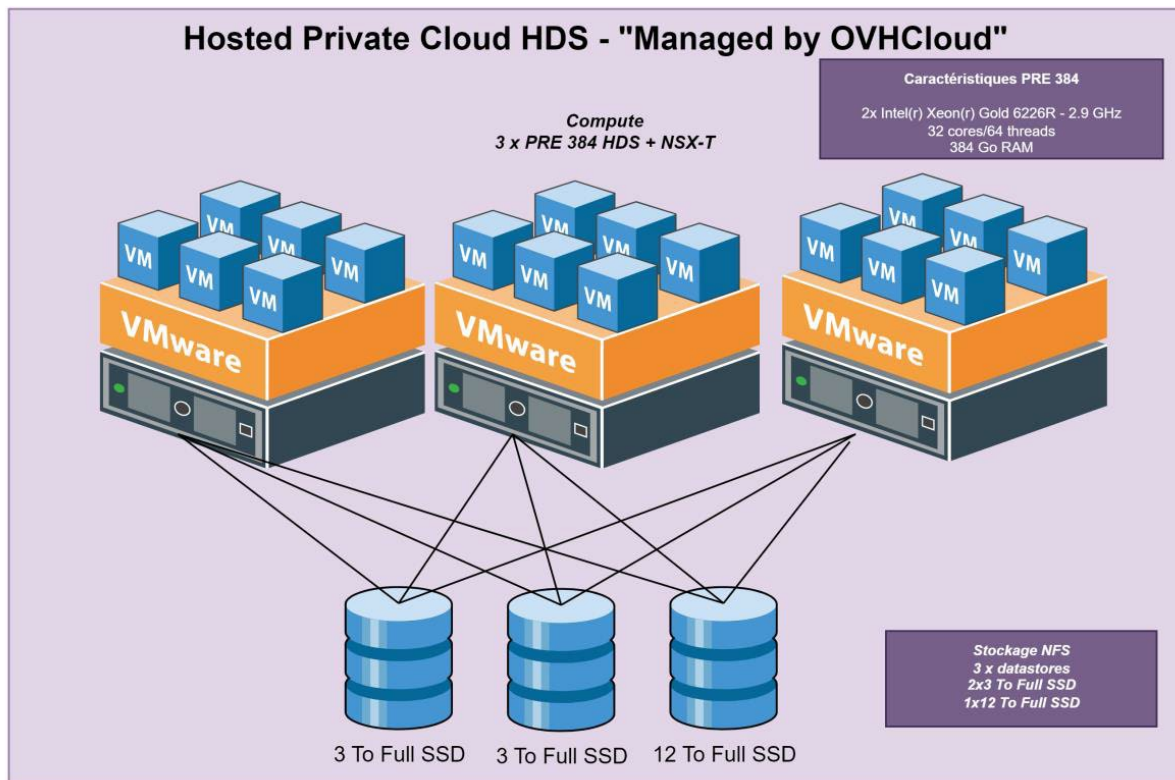 Hosted Private Cloud HDS - "Managed by OVHCloud"
Caractéristiques PRE 384
2x Intel(r) Xeon(r) Gold 6226R - 2.9 GHz
32 cores/64 threads
384 Go RAM
Compute
3 x PRE 384 HDS + NSX-T
VM
VM
VM
VM
VM
VM
VMware
VM
VM
VM
VM
VM
VM
VMware
VM
VM
VM
VM
VM
VM
VMware
Stockage NFS
3 x datastores
2x3 To Full SSD
1x12 To Full SSD
3 To Full SSD
3 To Full SSD
12 To Full SSD